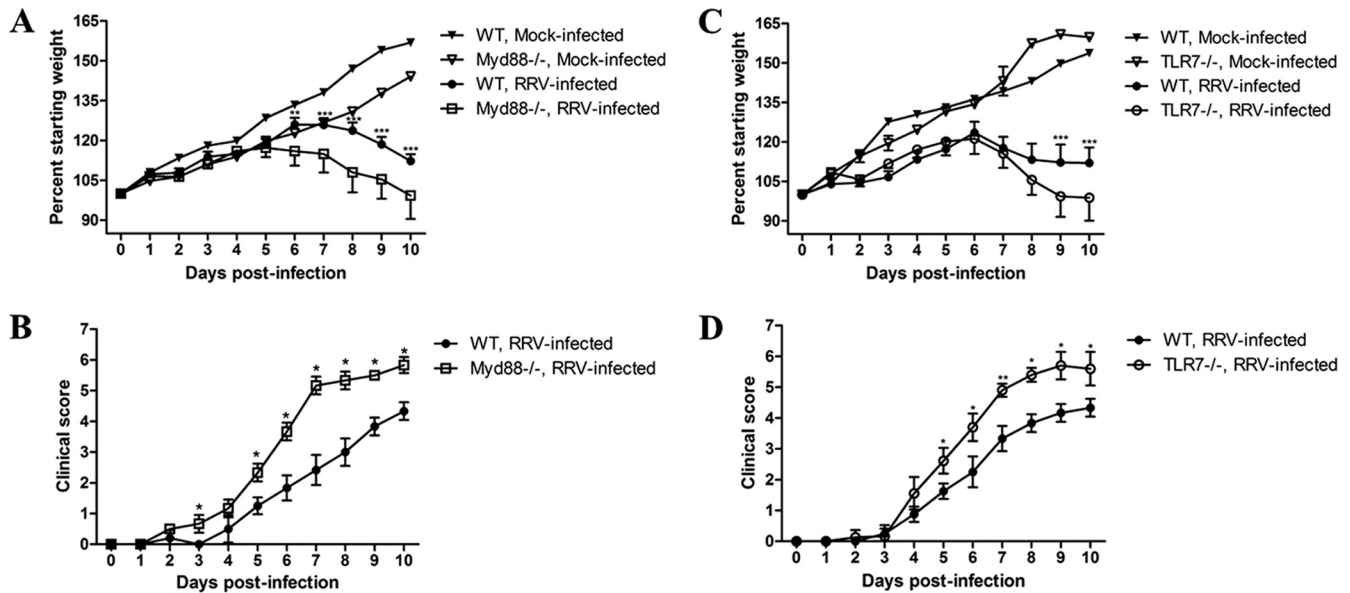 A
Percent starting weight
165
150
135
120
105
90
** *** *** *** ***
0 1 2 3 4 5 6 7 8 9 10
Days post-infection
WT, Mock-infected
Myd88-/-, Mock-infected
WT, RRV-infected
Myd88-/-, RRV-infected
C
Percent starting weight
165
150
135
120
105
90
*** ***
0 1 2 3 4 5 6 7 8 9 10
Days post-infection
WT, Mock-infected
TLR7-/-, Mock-infected
WT, RRV-infected
TLR7-/-, RRV-infected
B
Clinical score
7
6
5
4
3
2
1
0
* * * * * * *
0 1 2 3 4 5 6 7 8 9 10
Days post-infection
WT, RRV-infected
Myd88-/-, RRV-infected
D
Clinical score
7
6
5
4
3
2
1
0
* * ** * * *
0 1 2 3 4 5 6 7 8 9 10
Days post-infection
WT, RRV-infected
TLR7-/-, RRV-infected